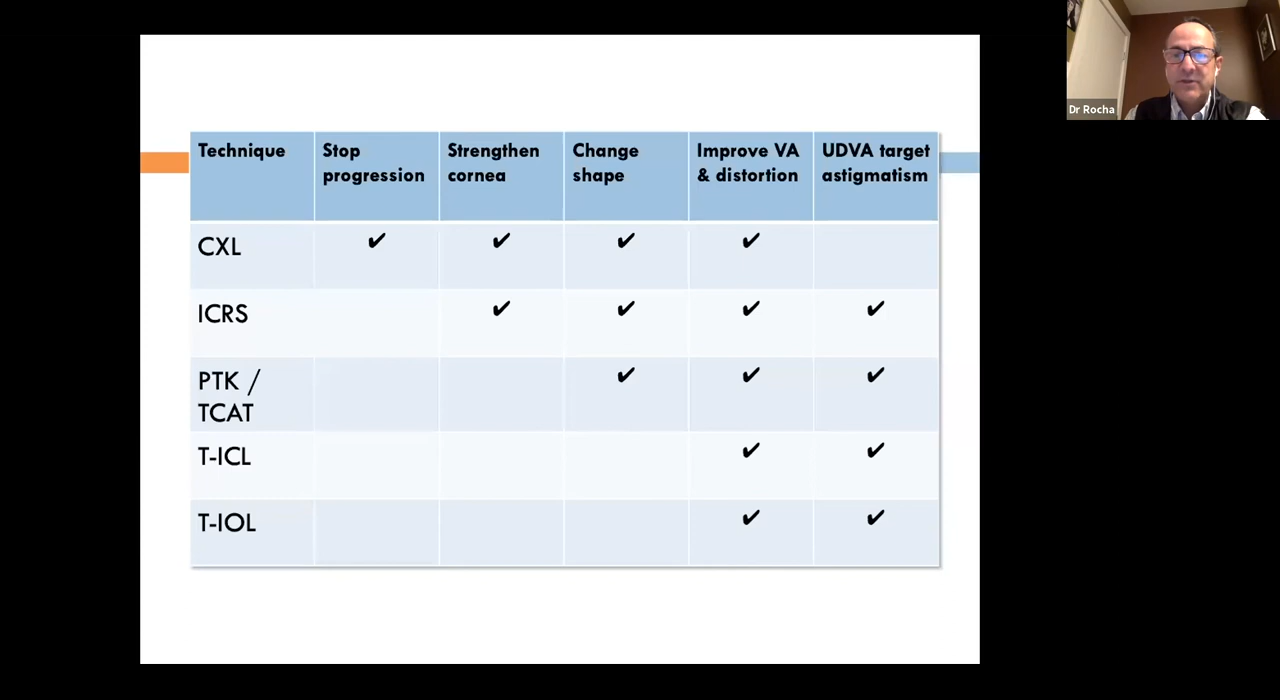 Technique
Stop
progression
Strengthen
cornea
Change
shape
Improve VA
& distortion
UDVA target
astigmatism
CXL
✔ ✔ ✔ ✔
ICRS
✔ ✔ ✔ ✔
PTK /
TCAT
✔ ✔ ✔
T-ICL
✔ ✔
T-IOL
✔ ✔
Dr Rocha